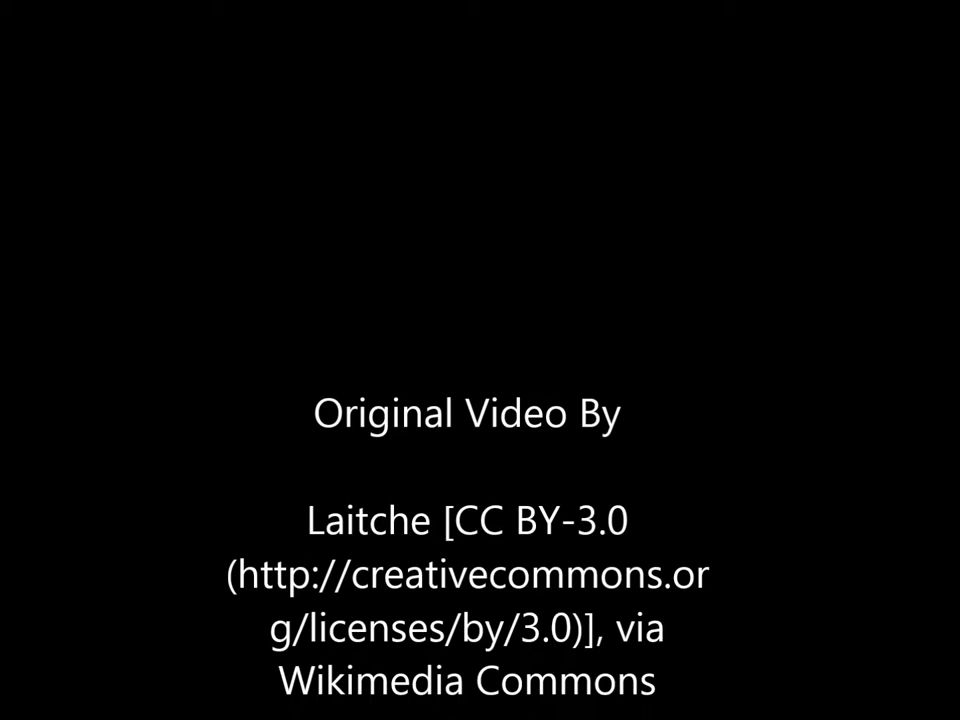 Original Video By
Laitche [CC BY-3.0
(http://creativecommons.or
g/licenses/by/3.0)], via
Wikimedia Commons